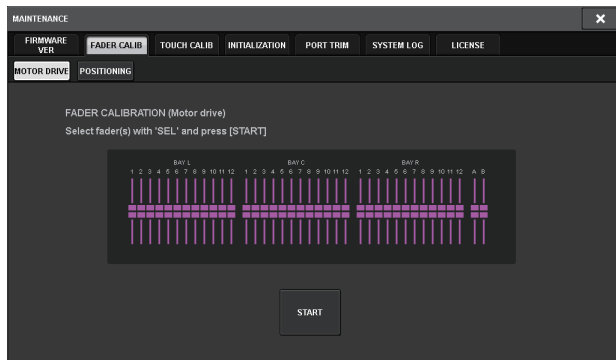 MAINTENANCE
FIRMWARE VER
FADER CALIB
TOUCH CALIB
INITIALIZATION
PORT TRIM
SYSTEM LOG
LICENSE
MOTOR DRIVE
POSITIONING
FADER CALIBRATION (Motor drive)
Select fader(s) with 'SEL' and press [START]
BAY L BAY C BAY R
1 2 3 4 5 6 7 8 9 10 11 12 1 2 3 4 5 6 7 8 9 10 11 12 1 2 3 4 5 6 7 8 9 10 11 12 A B
START